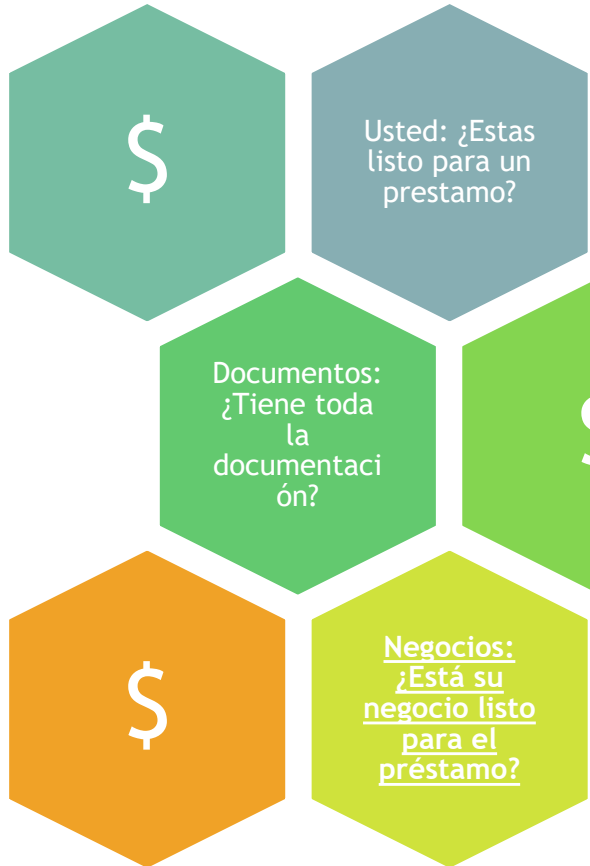 $
Usted: ¿Estas
listo para un
prestamo?
Documentos:
¿Tiene toda
la
documentaci
ón?
$
Negocios:
¿Está su
negocio listo
para el
préstamo?